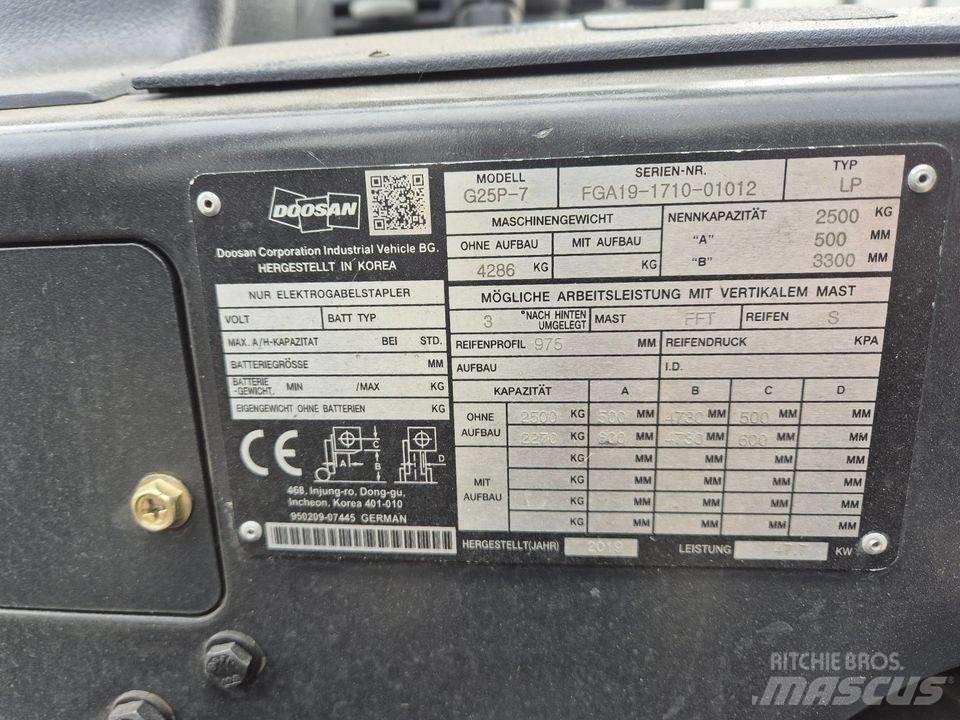 DOOSAN
Doosan Corporation Industrial Vehicle BG.
HERGESTELLT IN KOREA
MODELL
G25P-7
SERIEN-NR.
FGA19-1710-01012
TYP
LP
MASCHINENGEWICHT
OHNE AUFBAU MIT AUFBAU
4286 KG KG
NENNKAPAZITÄT 2500 KG
"A" 500 MM
"B" 3300 MM
NUR ELEKTROGABELSTAPLER
VOLT BATT TYP
MAX. A/H-KAPAZITAT BEI STD.
BATTERIEGRÖSSE MM
BATTERIE -GEWICHT. MIN /MAX KG
EIGENGEWICHT OHNE BATTERIEN KG
MÖGLICHE ARBEITSLEISTUNG MIT VERTIKALEM MAST
3 °NACH HINTEN UMGELEGT MAST FFT REIFEN S
REIFENPROFIL 975 MM REIFENDRUCK KPA
AUFBAU I.D.
KAPAZITÄT A B C D
OHNE AUFBAU
2500 KG 500 MM 4730 MM 500 MM MM
2270 KG 600 MM 4730 MM 600 MM MM
MIT AUFBAU
KG MM MM MM MM
KG MM MM MM MM
KG MM MM MM MM
KG MM MM MM MM
CE
C
A B D
468, Injung-ro, Dong-gu,
Incheon, Korea 401-010
950209-07445 GERMAN
HERGESTELLT(JAHR) 2019 LEISTUNG 47.7 KW
RITCHIE BROS.
MASCUS